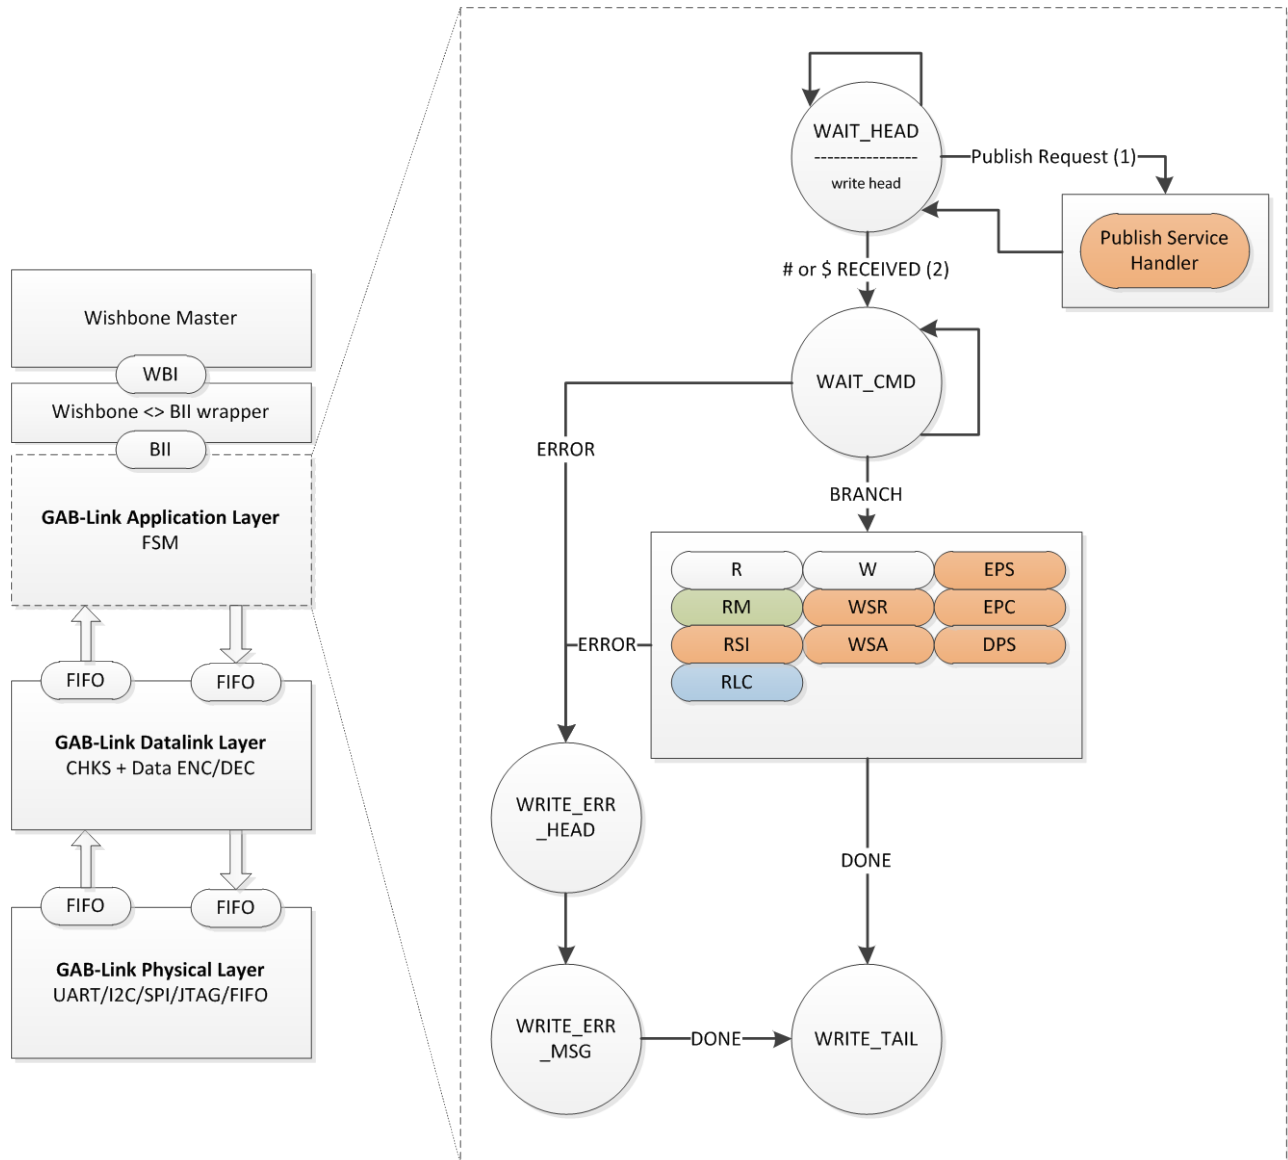 Wishbone Master
WBI
Wishbone <> BII wrapper
BII
GAB-Link Application Layer
FSM
FIFO
FIFO
GAB-Link Datalink Layer
CHKS + Data ENC/DEC
FIFO
FIFO
GAB-Link Physical Layer
UART/I2C/SPI/JTAG/FIFO
WAIT_HEAD
----------------
write head
Publish Request (1)
Publish Service
Handler
# or $ RECEIVED (2)
WAIT_CMD
ERROR
BRANCH
R
W
EPS
RM
WSR
EPC
ERROR
RSI
WSA
DPS
RLC
WRITE_ERR
_HEAD
DONE
WRITE_ERR
_MSG
DONE
WRITE_TAIL